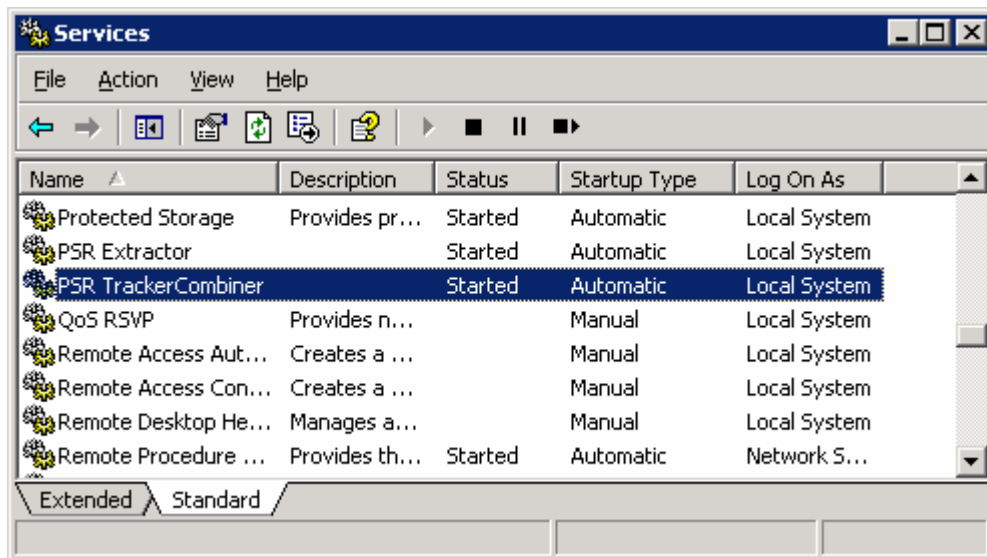 Services
File Action View Help
Name Description Status Startup Type Log On As
Protected Storage Provides pr... Started Automatic Local System
PSR Extractor Started Automatic Local System
PSR TrackerCombiner Started Automatic Local System
QoS RSVP Provides n... Manual Local System
Remote Access Aut... Creates a ... Manual Local System
Remote Access Con... Creates a ... Manual Local System
Remote Desktop He... Manages a... Manual Local System
Remote Procedure ... Provides th... Started Automatic Network S...
Extended Standard